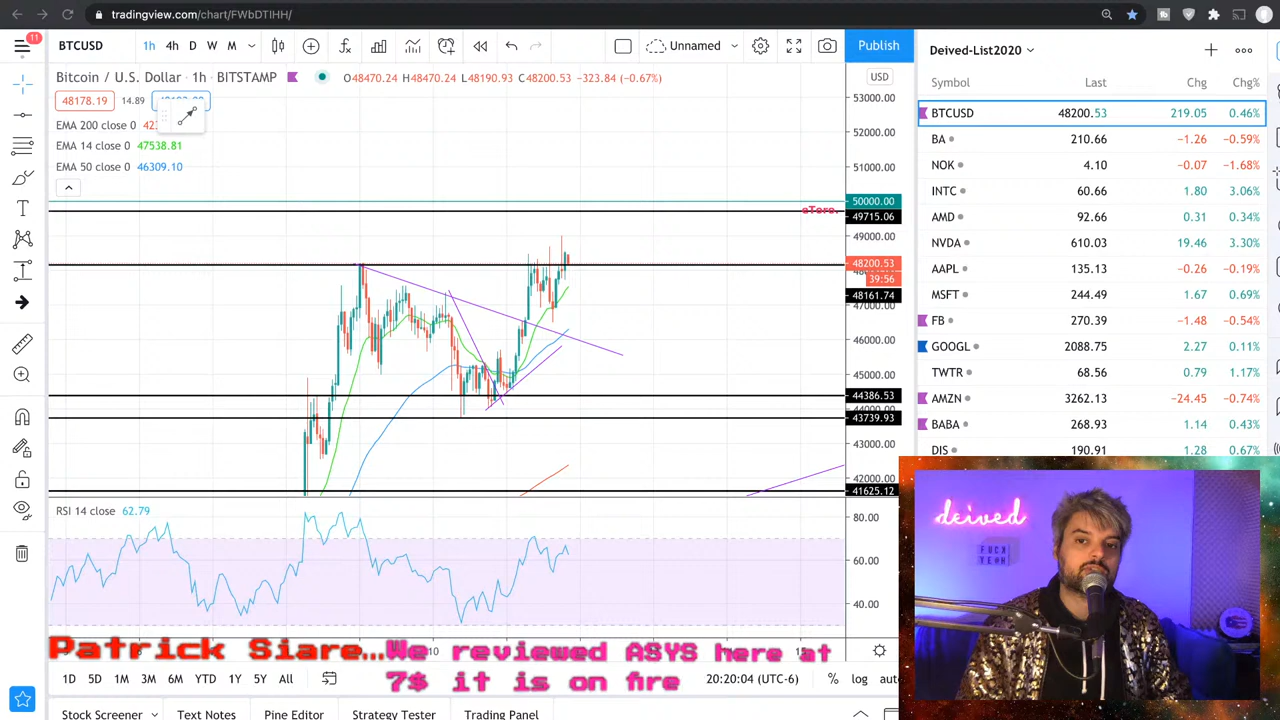 tradingview.com/chart/FWbDTIHH/
11
BTCUSD
1h 4h D W M
Unnamed
Publish
Bitcoin / U.S. Dollar · 1h · BITSTAMP
O48470.24 H48470.24 L48190.93 C48200.53 −323.84 (−0.67%)
48178.19 14.89
EMA 200 close 0
EMA 14 close 0 47538.81
EMA 50 close 0 46309.10
USD
53000.00
52000.00
51000.00
50000.00
eToro.
49715.06
49000.00
48200.53
39:56
48161.74
47000.00
46000.00
45000.00
44386.53
44000.00
43739.93
43000.00
42000.00
41625.12
RSI 14 close 62.79
80.00
60.00
40.00
10
15
Deived-List2020
Symbol Last Chg Chg%
BTCUSD 48200.53 219.05 0.46%
BA 210.66 −1.26 −0.59%
NOK 4.10 −0.07 −1.68%
INTC 60.66 1.80 3.06%
AMD 92.66 0.31 0.34%
NVDA 610.03 19.46 3.30%
AAPL 135.13 −0.26 −0.19%
MSFT 244.49 1.67 0.69%
FB 270.39 −1.48 −0.54%
GOOGL 2088.75 2.27 0.11%
TWTR 68.56 0.79 1.17%
AMZN 3262.13 −24.45 −0.74%
BABA 268.93 1.14 0.43%
DIS 190.91 1.28 0.67%
deived
FUCK
Patrick Siare...We reviewed ASYS here at
7$ it is on fire
1D 5D 1M 3M 6M YTD 1Y 5Y All
20:20:04 (UTC-6)
% log
Stock Screener Text Notes Pine Editor Strategy Tester Trading Panel